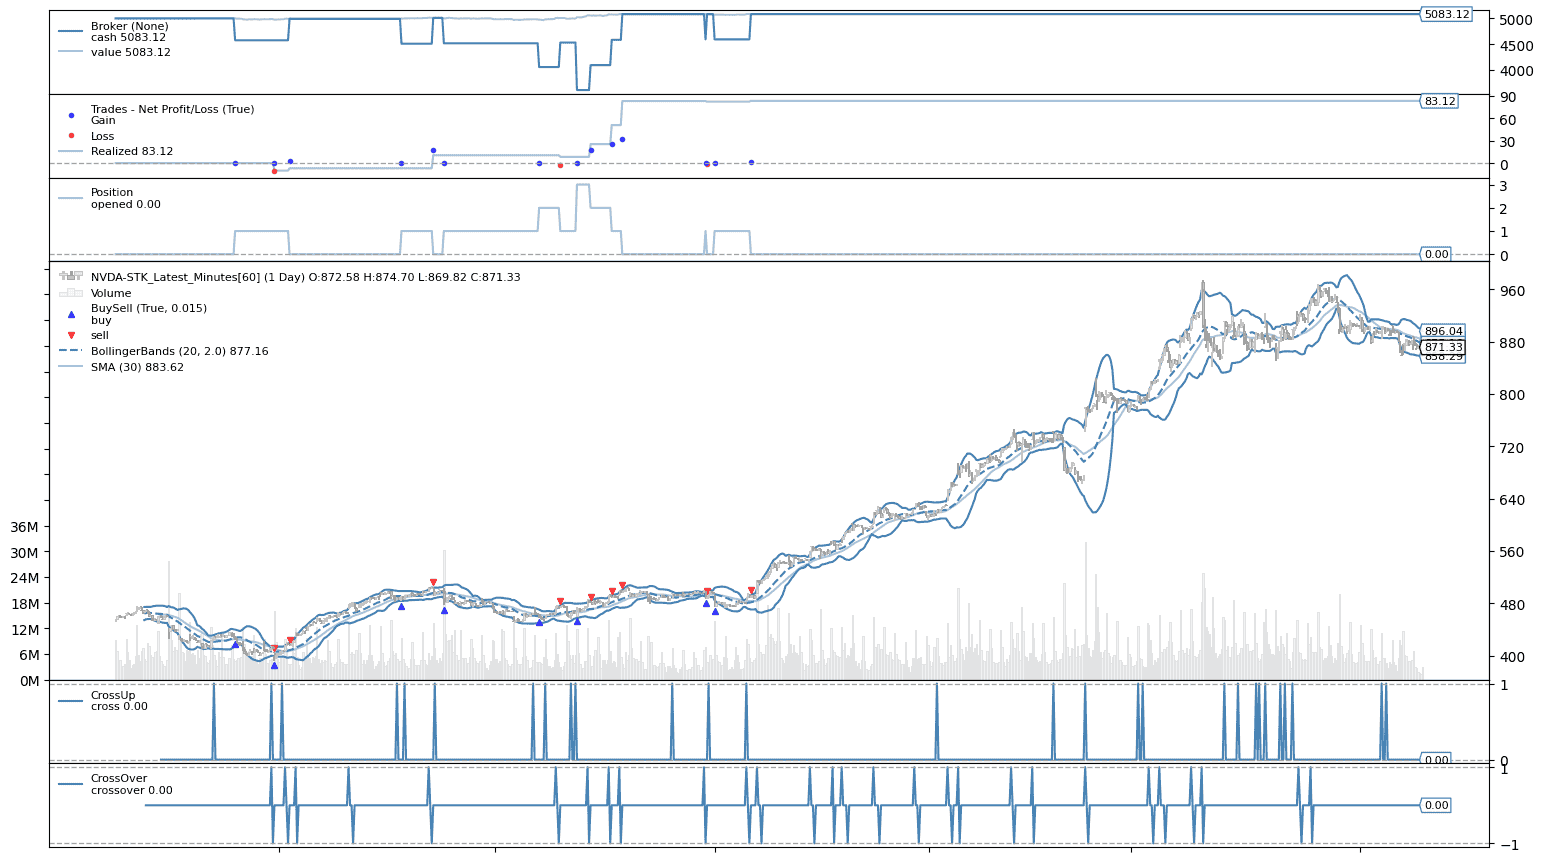 Broker (None)
cash 5083.12
value 5083.12
5083.12
5000
4500
4000
Trades - Net Profit/Loss (True)
Gain
Loss
Realized 83.12
83.12
90
60
30
0
Position
opened 0.00
3
2
1
0
0.00
NVDA-STK_Latest_Minutes[60] (1 Day) O:872.58 H:874.70 L:869.82 C:871.33
Volume
BuySell (True, 0.015)
buy
sell
BollingerBands (20, 2.0) 877.16
SMA (30) 883.62
960
880
800
720
640
560
480
400
896.04
871.33
858.29
36M
30M
24M
18M
12M
6M
0M
CrossUp
cross 0.00
1
0
0.00
CrossOver
crossover 0.00
1
0.00
−1